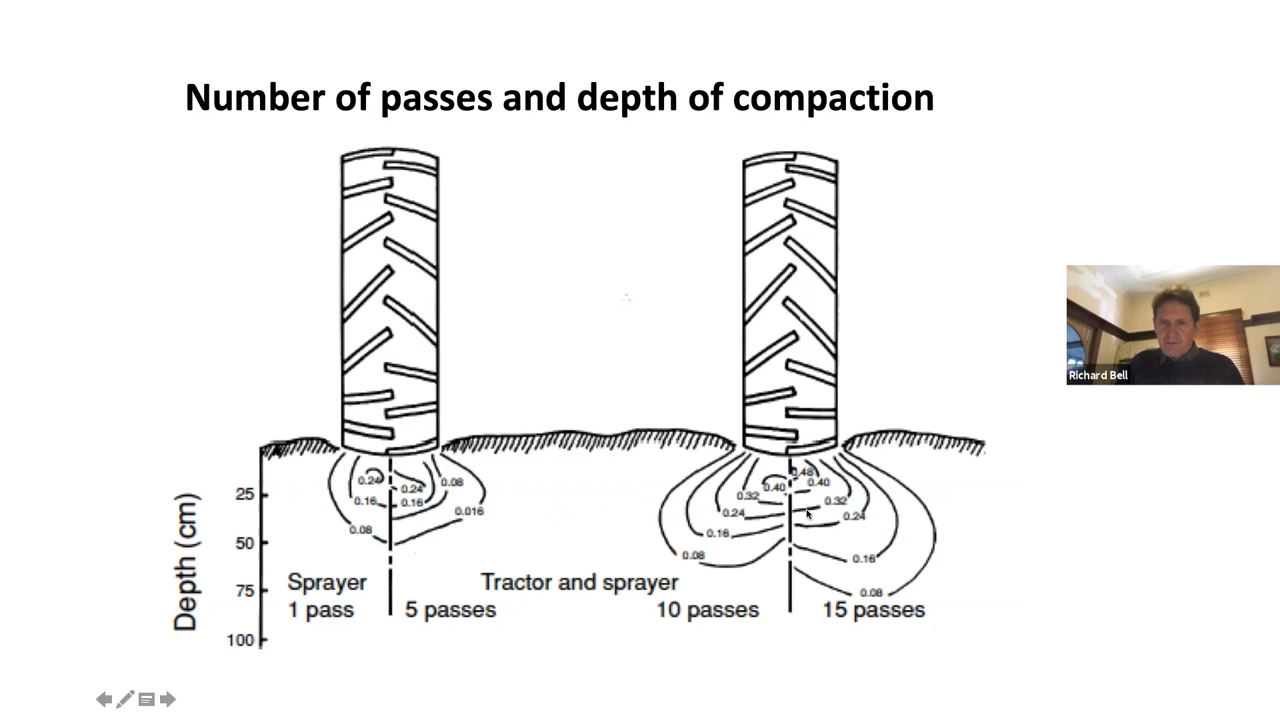 Number of passes and depth of compaction
Richard Bell
Depth (cm)
25
50
75
100
0.24
0.16
0.08
0.24
0.16
0.08
0.016
0.40
0.32
0.24
0.16
0.08
0.48
0.40
0.32
0.24
0.16
0.08
Sprayer
1 pass
Tractor and sprayer
5 passes
10 passes
15 passes